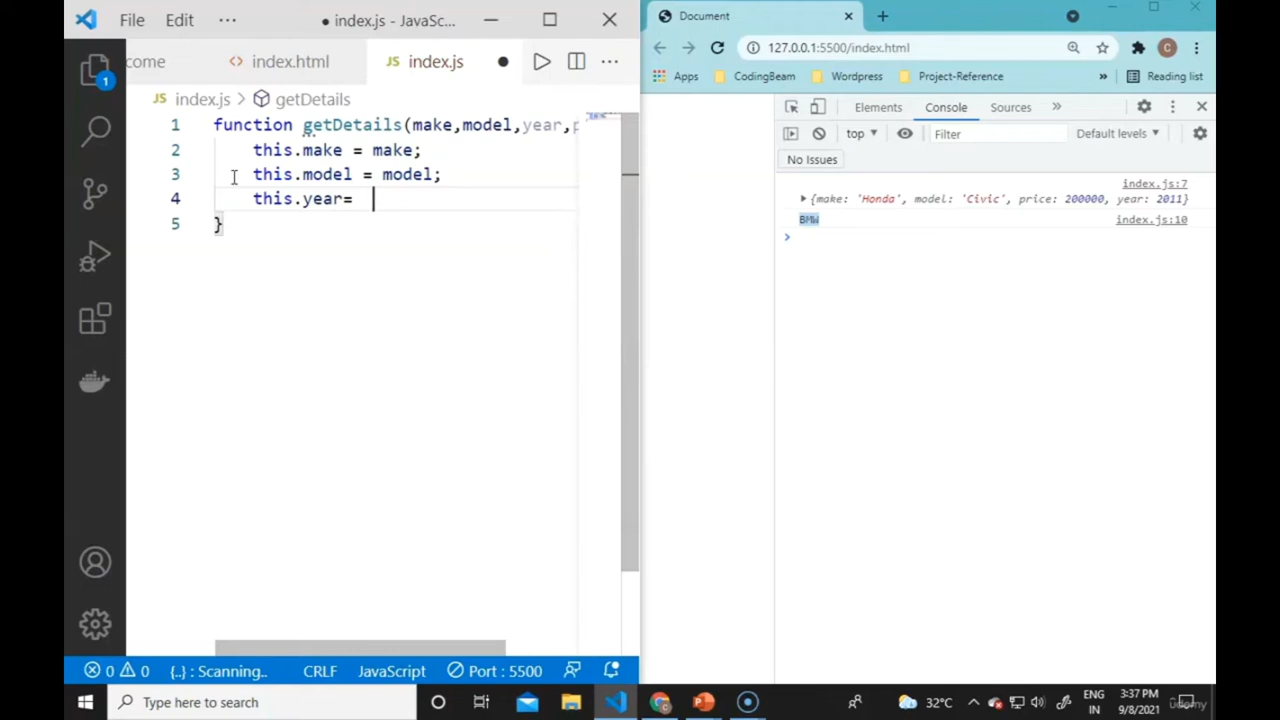 File Edit ··· ● index.js - JavaSc...
come <> index.html JS index.js ● ···
JS index.js > getDetails
1 function getDetails(make,model,year,p
2 this.make = make;
3 this.model = model;
4 this.year=
5 }
1
0 0 {..} : Scanning.. CRLF JavaScript Port : 5500
Document
127.0.0.1:5500/index.html C
Apps CodingBeam Wordpress Project-Reference » Reading list
Elements Console Sources »
top Filter Default levels
No Issues
index.js:7
{make: 'Honda', model: 'Civic', price: 200000, year: 2011}
BMW index.js:10
Type here to search
32°C
ENG
IN
3:37 PM
9/8/2021
Udemy